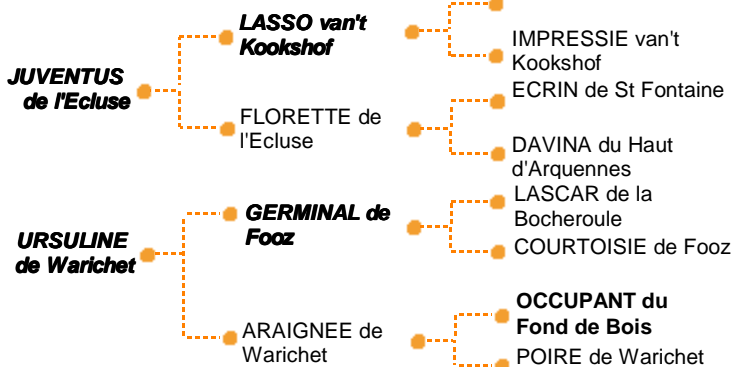 LASSO van't
Kookshof
IMPRESSIE van't
Kookshof
JUVENTUS
de l'Ecluse
ECRIN de St Fontaine
FLORETTE de
l'Ecluse
DAVINA du Haut
d'Arquennes
LASCAR de la
Bocheroule
GERMINAL de
Fooz
COURTOISIE de Fooz
URSULINE
de Warichet
OCCUPANT du
Fond de Bois
ARAIGNEE de
Warichet
POIRE de Warichet